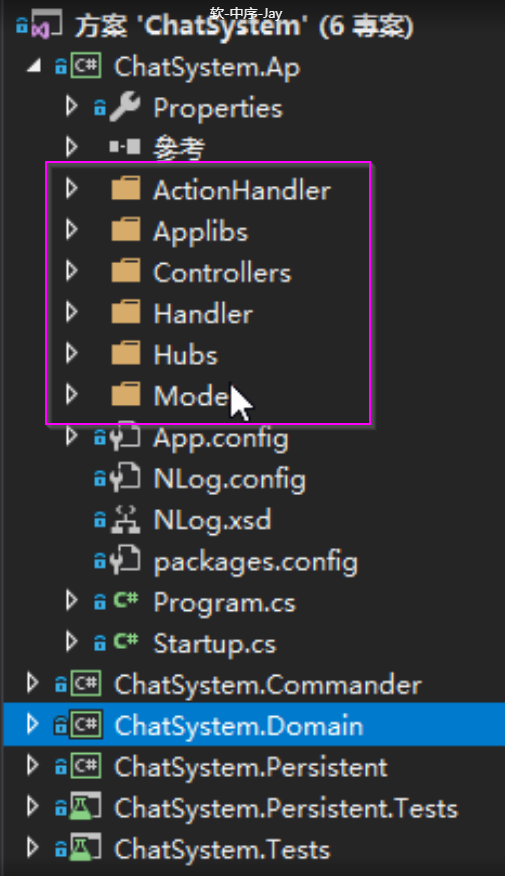 軟-中序-Jay
方案 'ChatSystem' (6 專案)
ChatSystem.Ap
C#
Properties
參考
ActionHandler
Applibs
Controllers
Handler
Hubs
Mode
App.config
NLog.config
NLog.xsd
packages.config
C# Program.cs
C# Startup.cs
C# ChatSystem.Commander
C# ChatSystem.Domain
C# ChatSystem.Persistent
ChatSystem.Persistent.Tests
ChatSystem.Tests